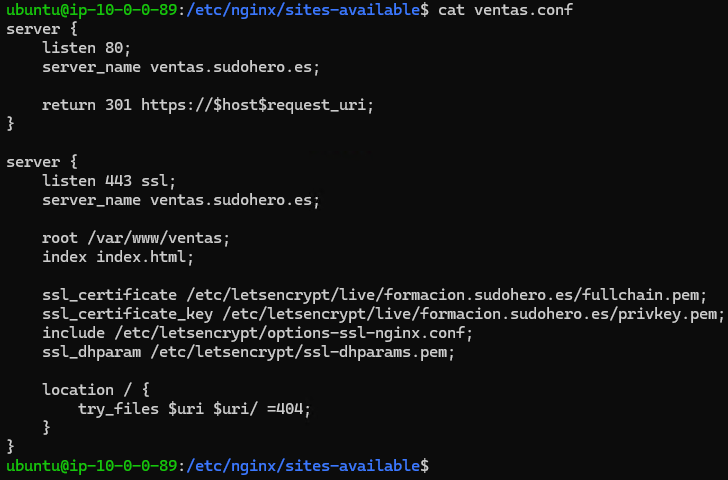 ubuntu@ip-10-0-0-89:/etc/nginx/sites-available$ cat ventas.conf
server {
    listen 80;
    server_name ventas.sudohero.es;

    return 301 https://$host$request_uri;
}

server {
    listen 443 ssl;
    server_name ventas.sudohero.es;

    root /var/www/ventas;
    index index.html;

    ssl_certificate /etc/letsencrypt/live/formacion.sudohero.es/fullchain.pem;
    ssl_certificate_key /etc/letsencrypt/live/formacion.sudohero.es/privkey.pem;
    include /etc/letsencrypt/options-ssl-nginx.conf;
    ssl_dhparam /etc/letsencrypt/ssl-dhparams.pem;

    location / {
        try_files $uri $uri/ =404;
    }
}
ubuntu@ip-10-0-0-89:/etc/nginx/sites-available$